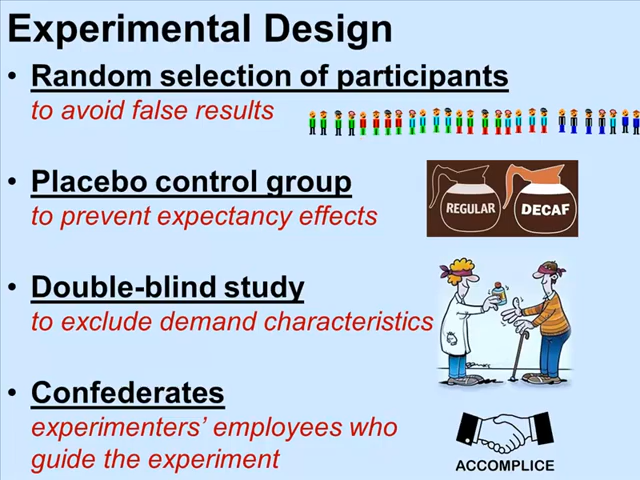 Experimental Design
• Random selection of participants
to avoid false results
• Placebo control group
to prevent expectancy effects
REGULAR
DECAF
• Double-blind study
to exclude demand characteristics
• Confederates
experimenters’ employees who
guide the experiment
ACCOMPLICE